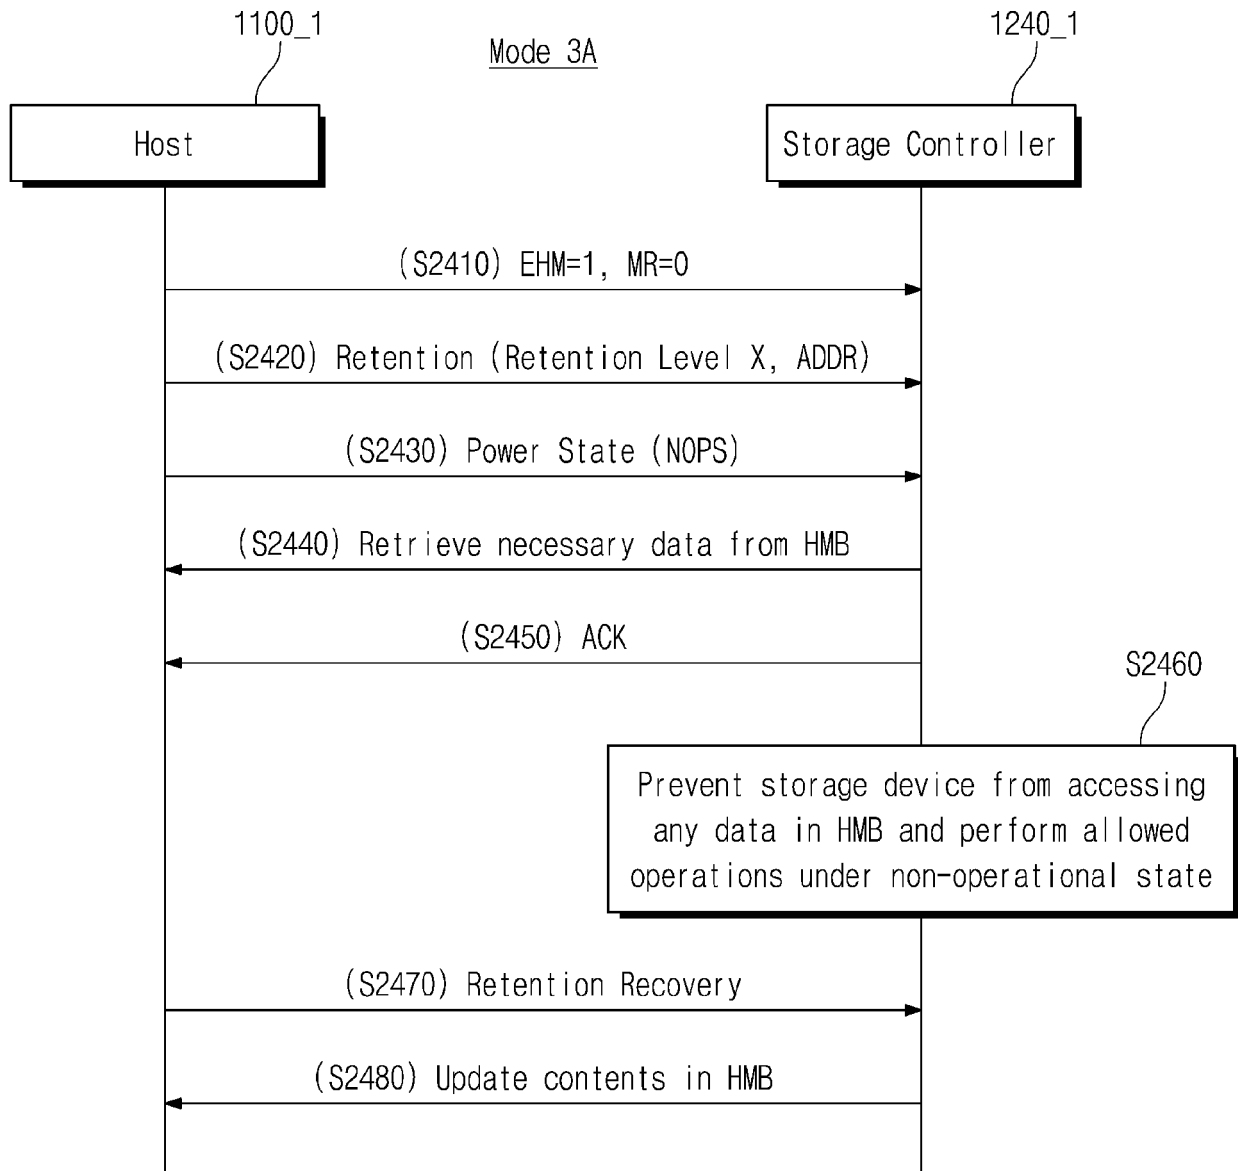 1100_1
1240_1
Mode 3A
Host
Storage Controller
(S2410) EHM=1, MR=0
(S2420) Retention (Retention Level X, ADDR)
(S2430) Power State (NOPS)
(S2440) Retrieve necessary data from HMB
(S2450) ACK
S2460
Prevent storage device from accessing
any data in HMB and perform allowed
operations under non-operational state
(S2470) Retention Recovery
(S2480) Update contents in HMB